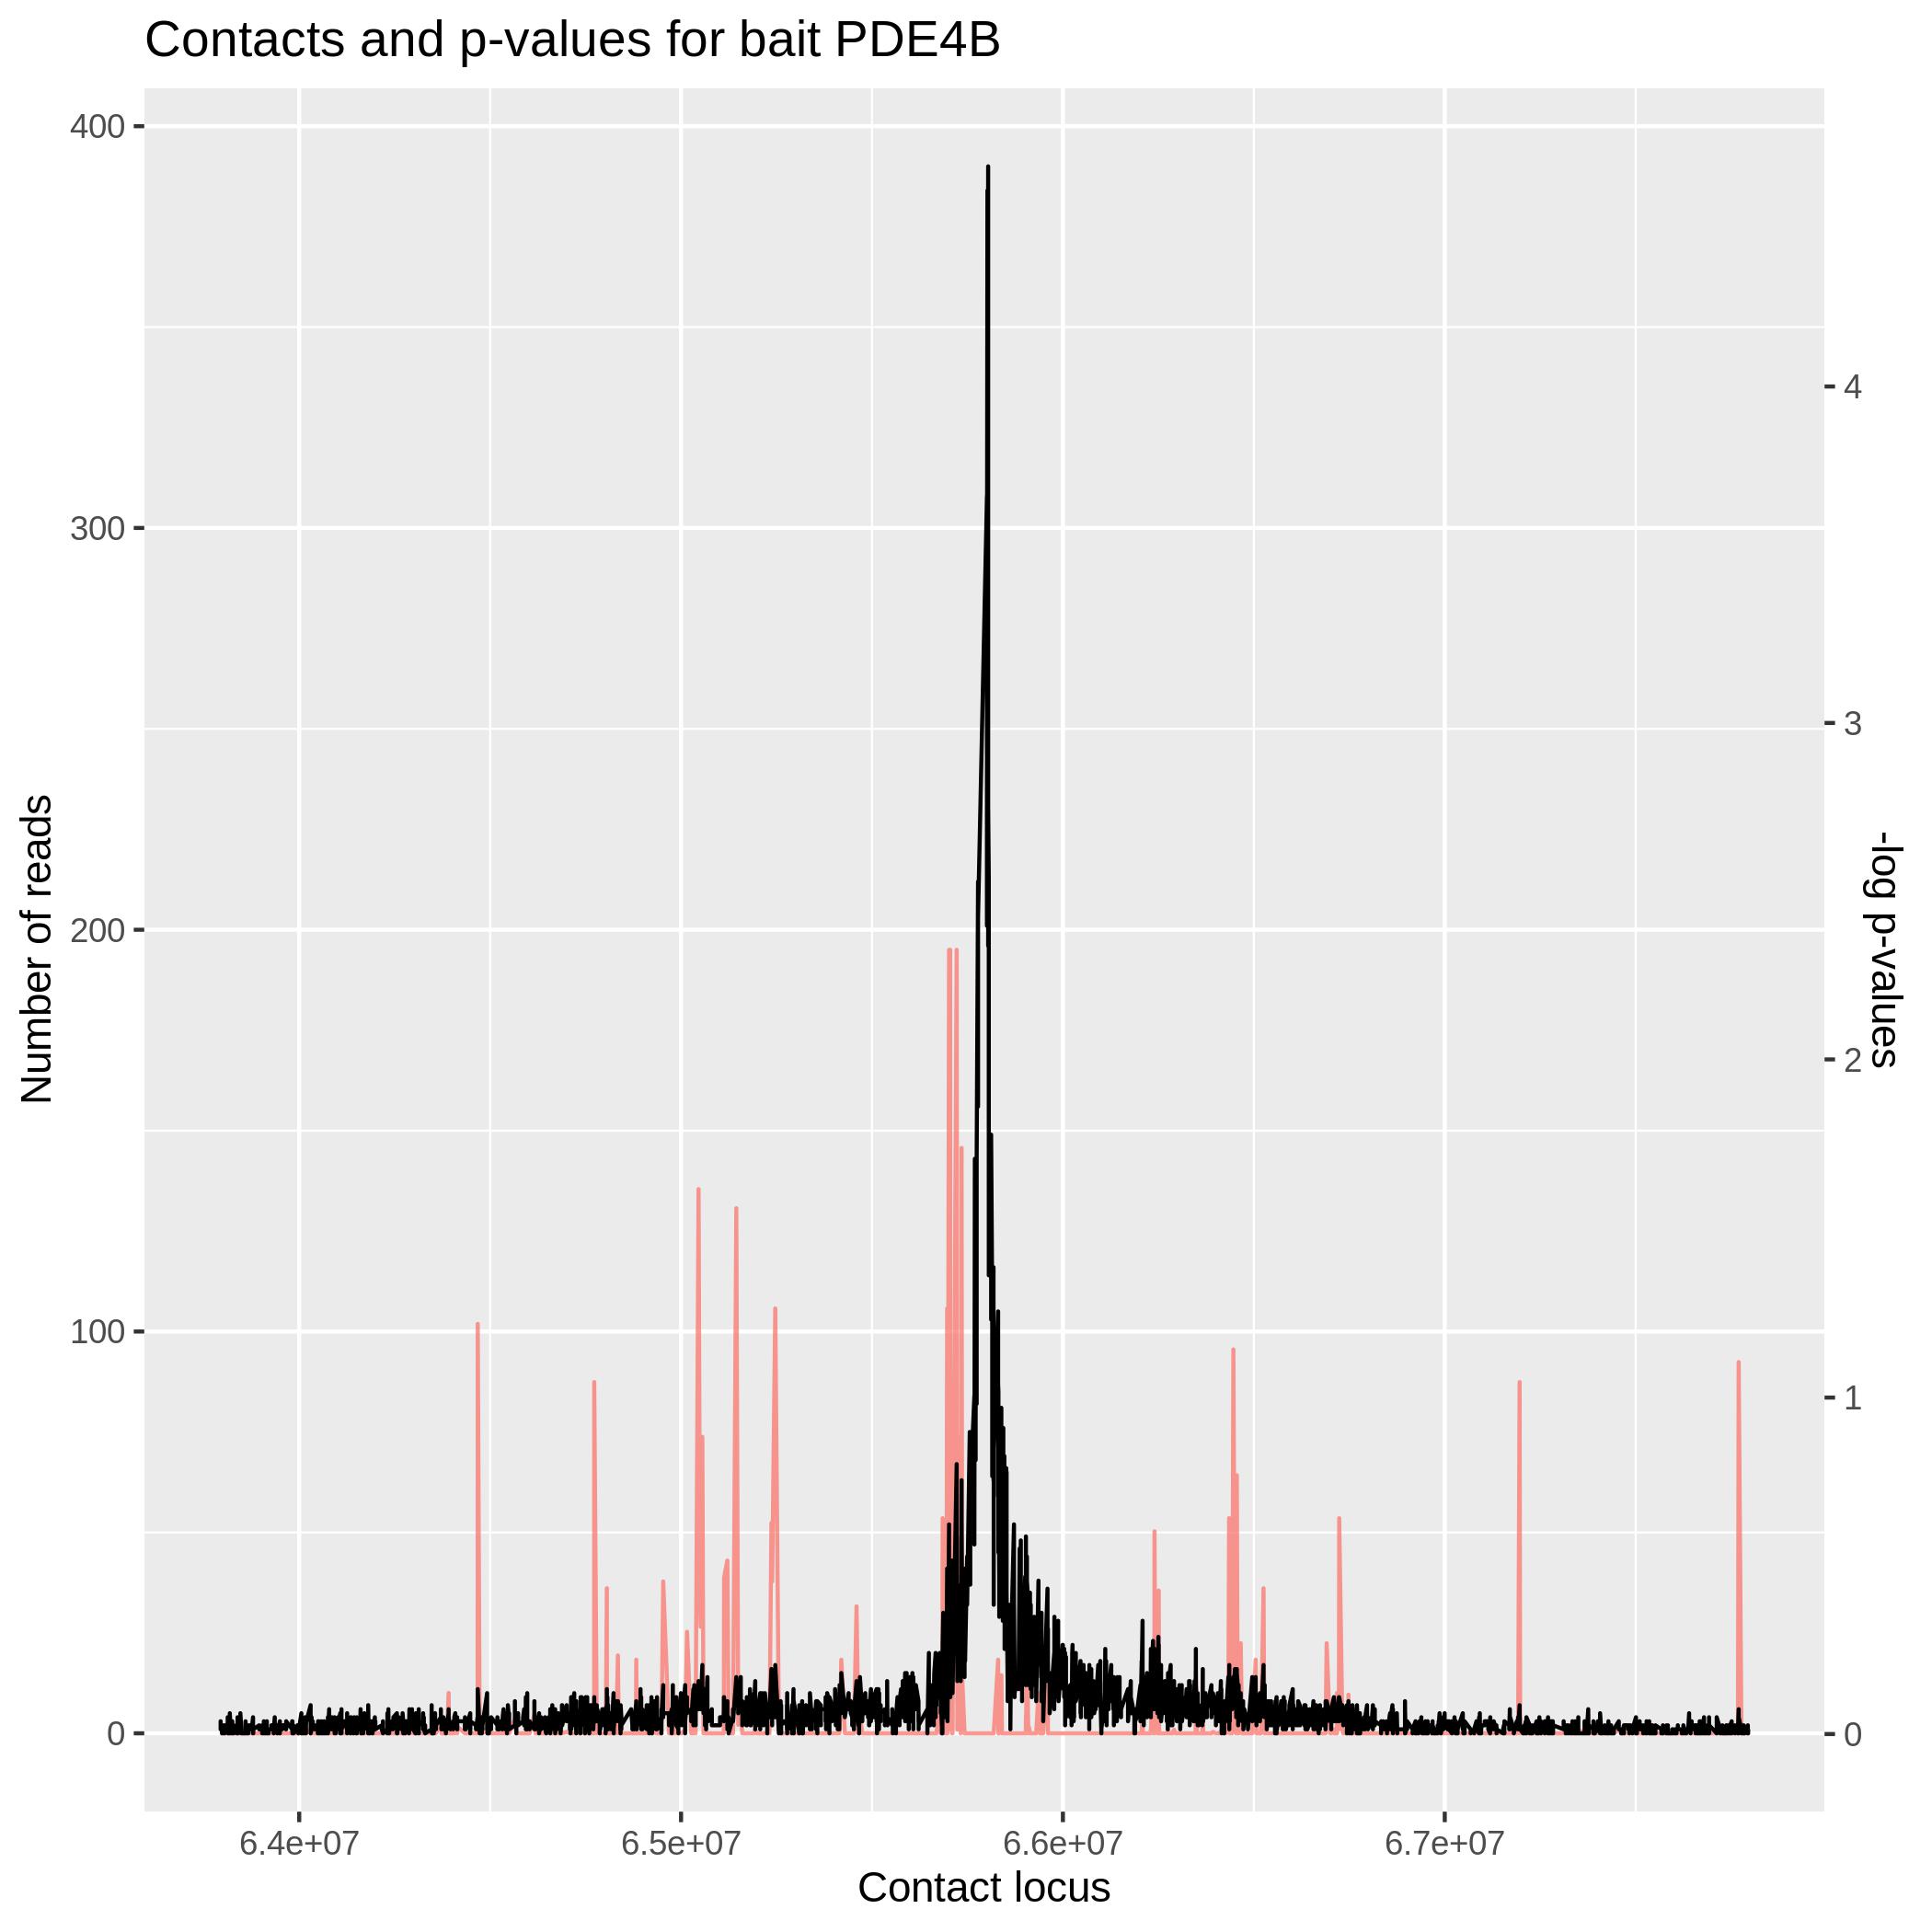 Contacts and p-values for bait PDE4B
400
300
200
100
0
Number of reads
4
3
2
1
0
-log p-values
6.4e+07 6.5e+07 6.6e+07 6.7e+07
Contact locus